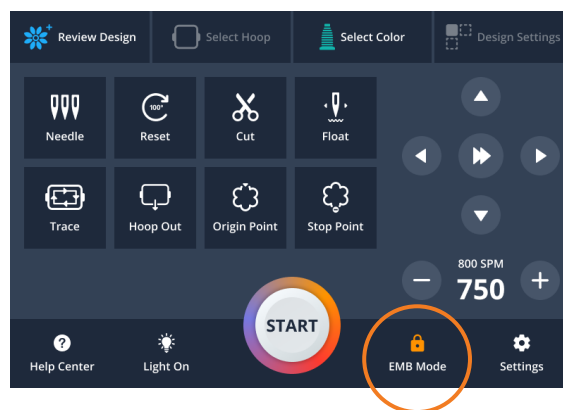 Review Design
Select Hoop
Select Color
Design Settings
Needle
100°
Reset
Cut
Float
Trace
Hoop Out
Origin Point
Stop Point
800 SPM
750
START
Help Center
Light On
EMB Mode
Settings